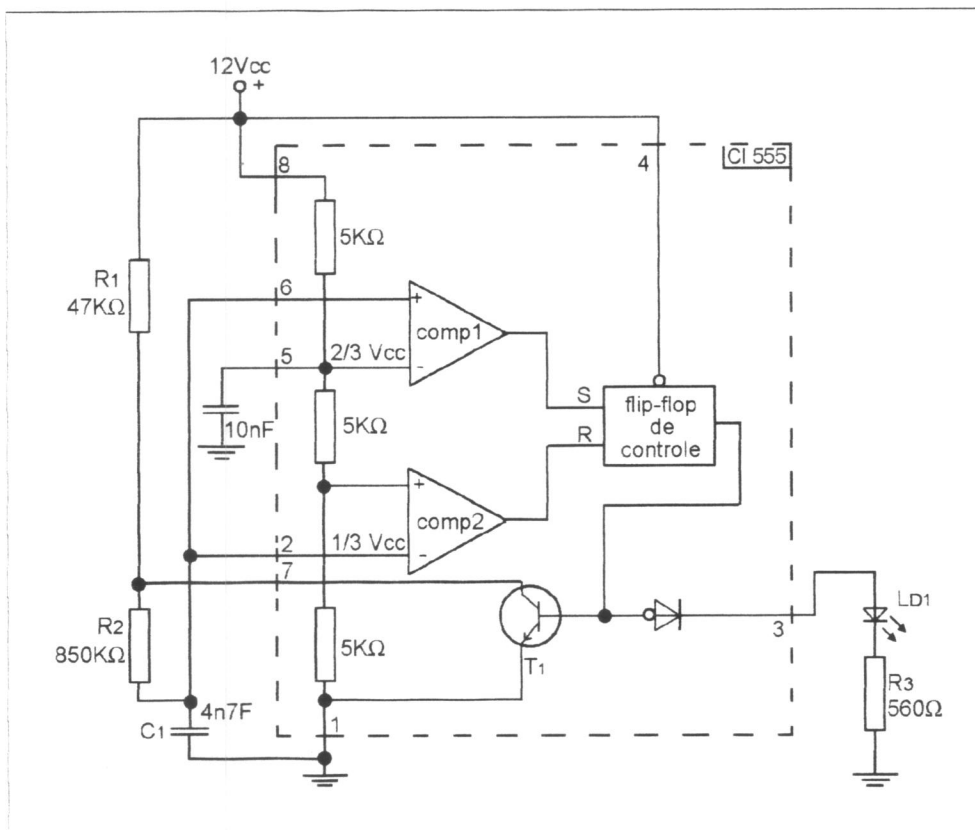 12Vcc
+
8
4
CI 555
5KΩ
R1
47KΩ
6
+
comp1
5
2/3 Vcc
-
S
flip-flop
de
controle
10nF
5KΩ
R
+
comp2
2
1/3 Vcc
-
7
R2
850KΩ
5KΩ
T1
3
LD1
4n7F
C1
1
R3
560Ω